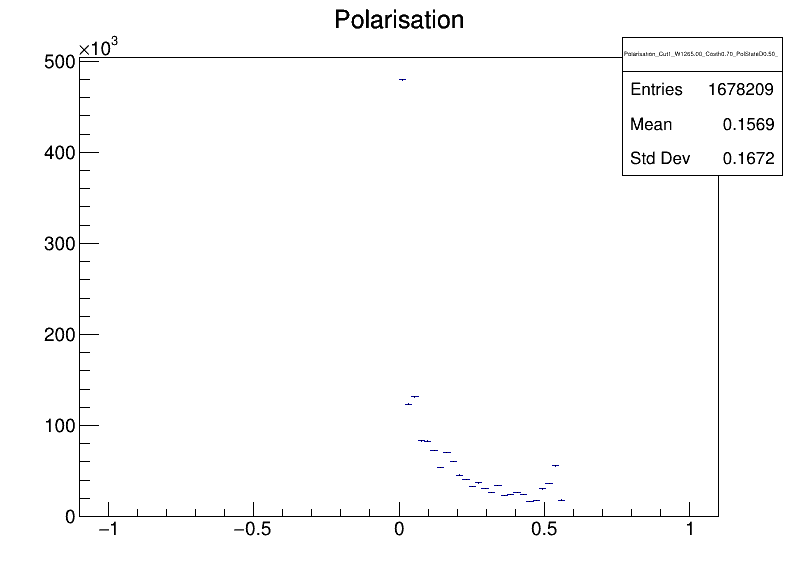 Polarisation
×10³
Polarisation_Cut1_W1265.00_Costh0.70_PolStateD0.50_
Entries 1678209
Mean 0.1569
Std Dev 0.1672
500
400
300
200
100
0
−1 −0.5 0 0.5 1